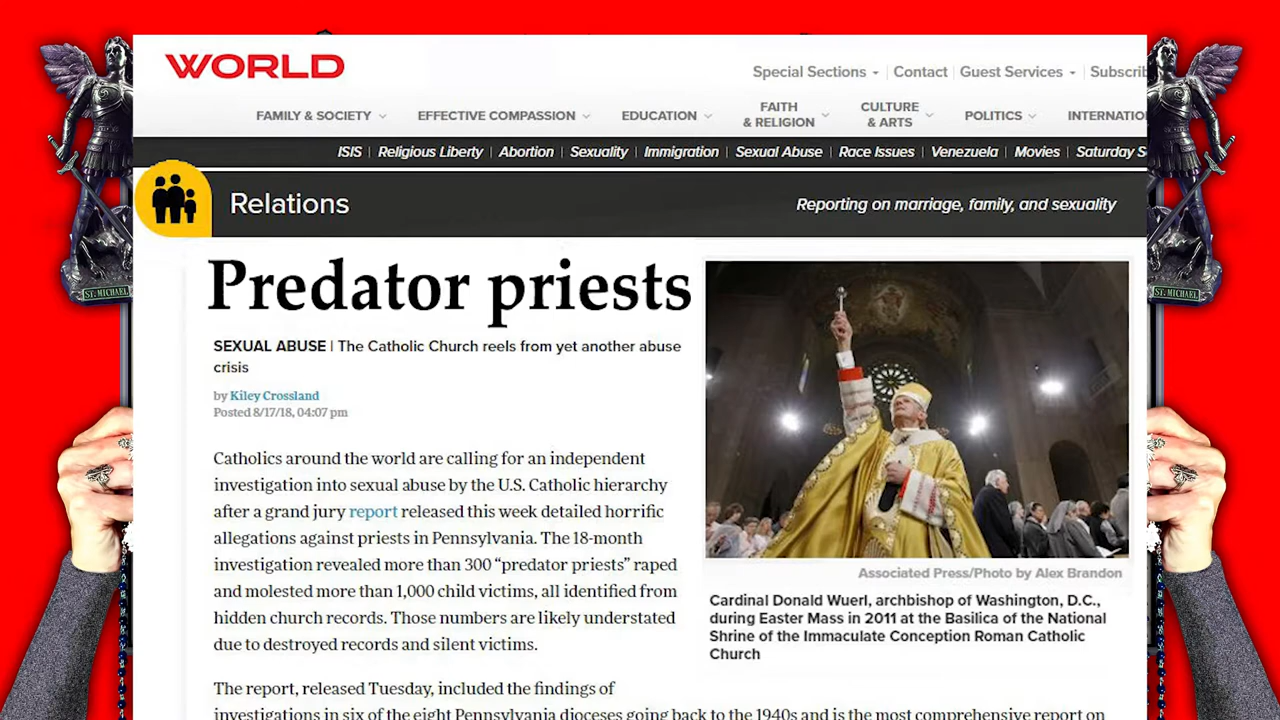 WORLD
Special Sections | Contact | Guest Services | Subscrib
FAMILY & SOCIETY EFFECTIVE COMPASSION EDUCATION FAITH & RELIGION CULTURE & ARTS POLITICS INTERNATIO
ISIS | Religious Liberty | Abortion | Sexuality | Immigration | Sexual Abuse | Race Issues | Venezuela | Movies | Saturday S
Relations
Reporting on marriage, family, and sexuality
ST. MICHAEL
ST. MICHAEL
Predator priests
SEXUAL ABUSE | The Catholic Church reels from yet another abuse
crisis
by Kiley Crossland
Posted 8/17/18, 04:07 pm
Catholics around the world are calling for an independent
investigation into sexual abuse by the U.S. Catholic hierarchy
after a grand jury report released this week detailed horrific
allegations against priests in Pennsylvania. The 18-month
investigation revealed more than 300 “predator priests” raped
and molested more than 1,000 child victims, all identified from
hidden church records. Those numbers are likely understated
due to destroyed records and silent victims.
Associated Press/Photo by Alex Brandon
Cardinal Donald Wuerl, archbishop of Washington, D.C.,
during Easter Mass in 2011 at the Basilica of the National
Shrine of the Immaculate Conception Roman Catholic
Church
The report, released Tuesday, included the findings of
investigations in six of the eight Pennsylvania dioceses going back to the 1940s and is the most comprehensive report on